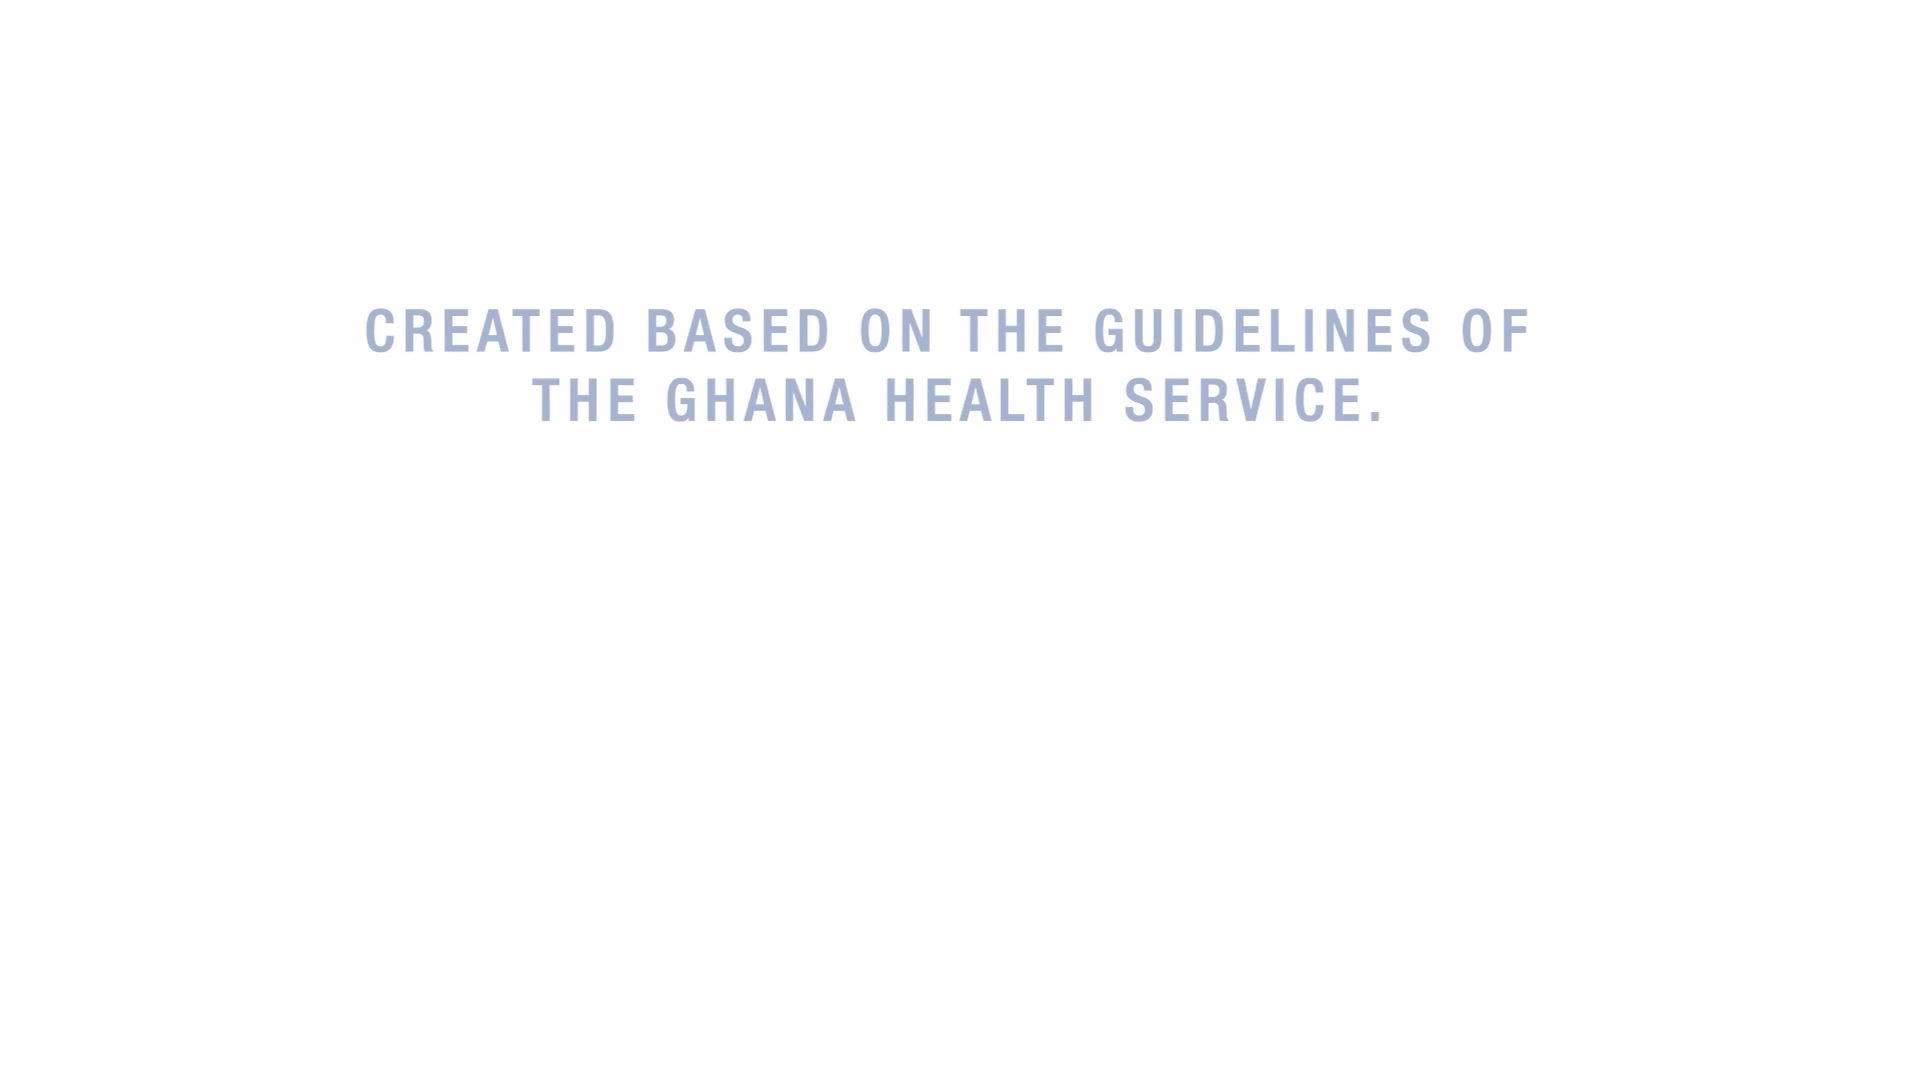 CREATED BASED ON THE GUIDELINES OF
THE GHANA HEALTH SERVICE.